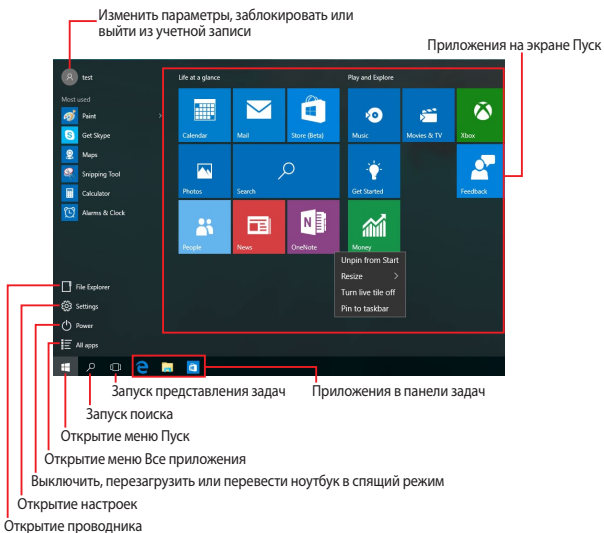 Изменить параметры, заблокировать или
выйти из учетной записи
Приложения на экране Пуск
test
Life at a glance
Play and Explore
Most used
Paint
Get Skype
Maps
Snipping Tool
Calculator
Alarms & Clock
Calendar
Mail
Store (Beta)
Music
Movies & TV
Xbox
Photos
Search
Get Started
Feedback
People
News
OneNote
Money
Unpin from Start
Resize
Turn live tile off
Pin to taskbar
File Explorer
Settings
Power
All apps
Запуск представления задач
Приложения в панели задач
Запуск поиска
Открытие меню Пуск
Открытие меню Все приложения
Выключить, перезагрузить или перевести ноутбук в спящий режим
Открытие настроек
Открытие проводника